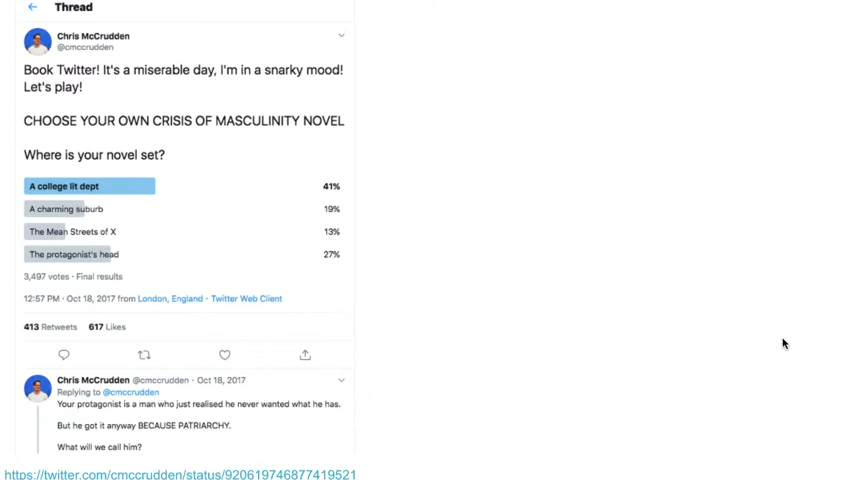 Thread
Chris McCrudden
@cmccrudden
Book Twitter! It's a miserable day, I'm in a snarky mood!
Let's play!
CHOOSE YOUR OWN CRISIS OF MASCULINITY NOVEL
Where is your novel set?
A college lit dept 41%
A charming suburb 19%
The Mean Streets of X 13%
The protagonist's head 27%
3,497 votes · Final results
12:57 PM · Oct 18, 2017 from London, England · Twitter Web Client
413 Retweets 617 Likes
Chris McCrudden @cmccrudden · Oct 18, 2017
Replying to @cmccrudden
Your protagonist is a man who just realised he never wanted what he has.
But he got it anyway BECAUSE PATRIARCHY.
What will we call him?
https://twitter.com/cmccrudden/status/920619746877419521